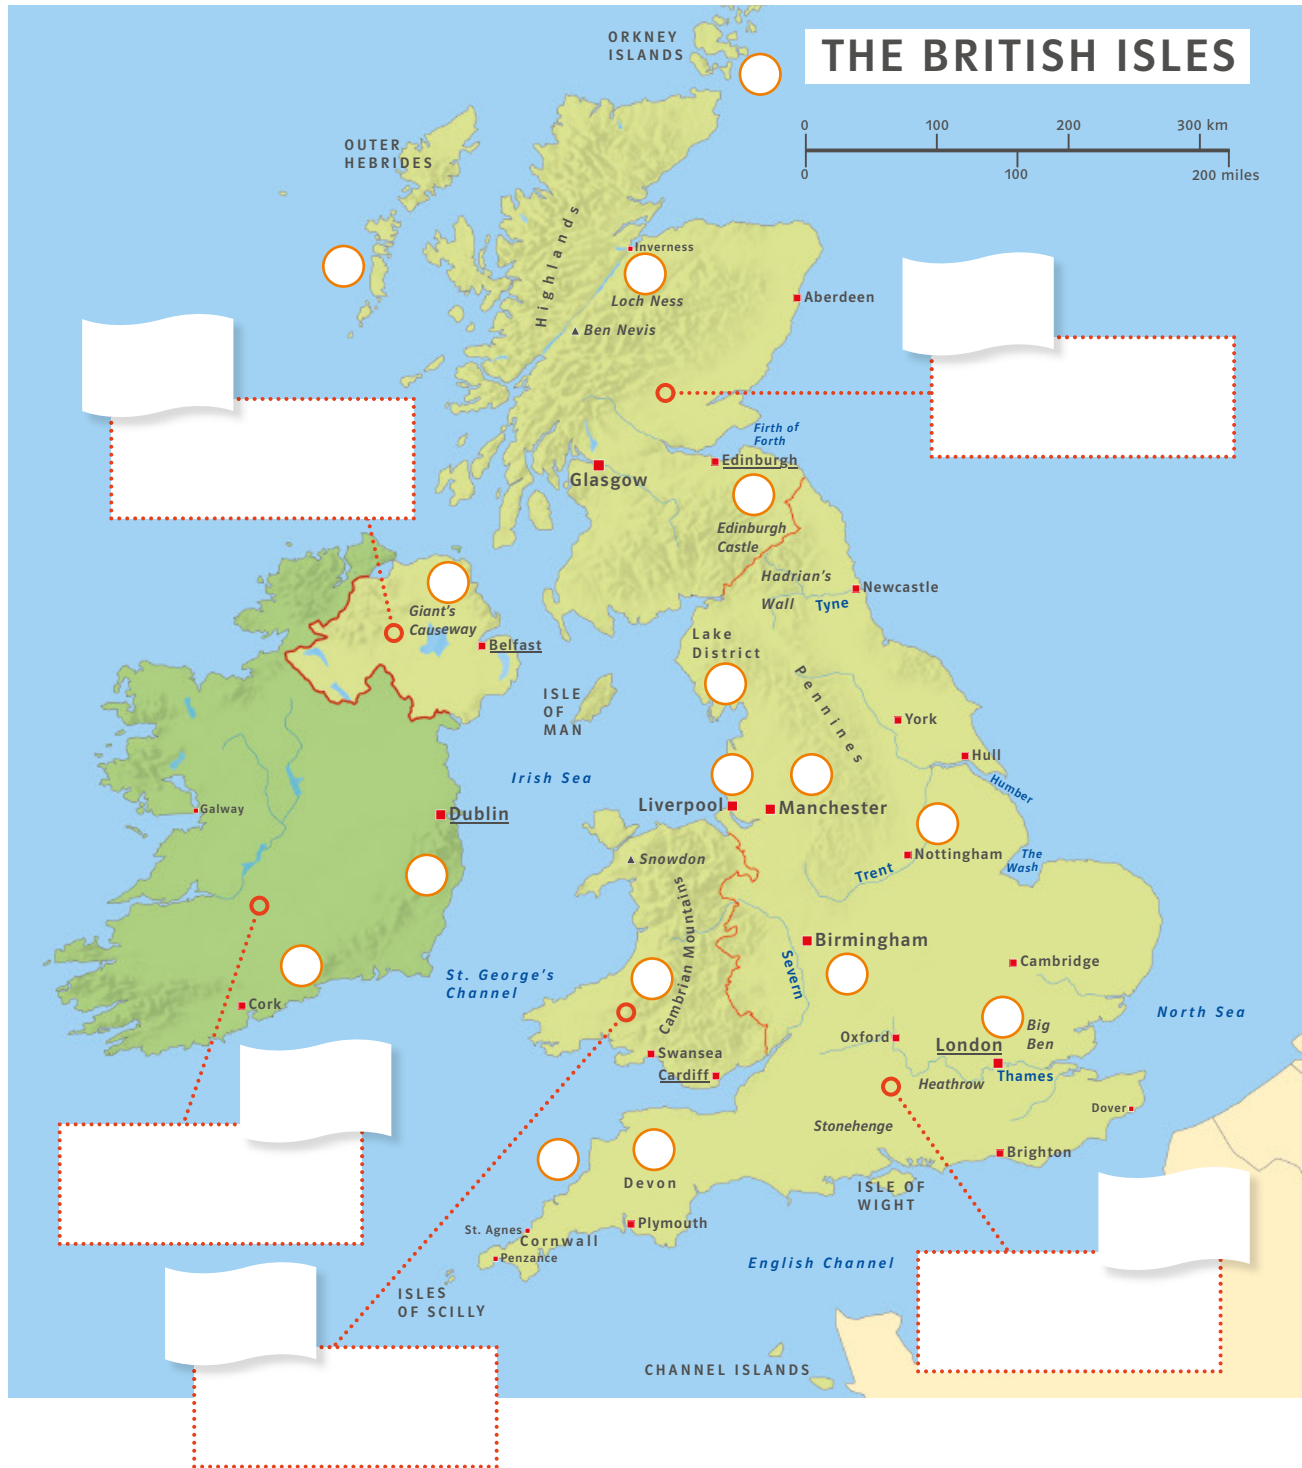 ORKNEY
ISLANDS
THE BRITISH ISLES
0 100 200 300 km
0 100 200 miles
OUTER
HEBRIDES
Highlands
Inverness
Loch Ness
Ben Nevis
Aberdeen
Firth of
Forth
Edinburgh
Glasgow
Edinburgh
Castle
Hadrian's
Wall
Tyne
Newcastle
Giant's
Causeway
Belfast
Lake
District
Pennines
ISLE
OF
MAN
York
Hull
Humber
Irish Sea
Galway
Dublin
Liverpool
Manchester
Snowdon
Nottingham
The
Wash
Trent
Cambrian Mountains
Birmingham
Severn
Cambridge
St. George's
Channel
Cork
North Sea
Big
Ben
Oxford
London
Swansea
Cardiff
Thames
Heathrow
Dover
Stonehenge
Brighton
Devon
ISLE OF
WIGHT
Plymouth
St. Agnes
Cornwall
Penzance
English Channel
ISLES
OF SCILLY
CHANNEL ISLANDS